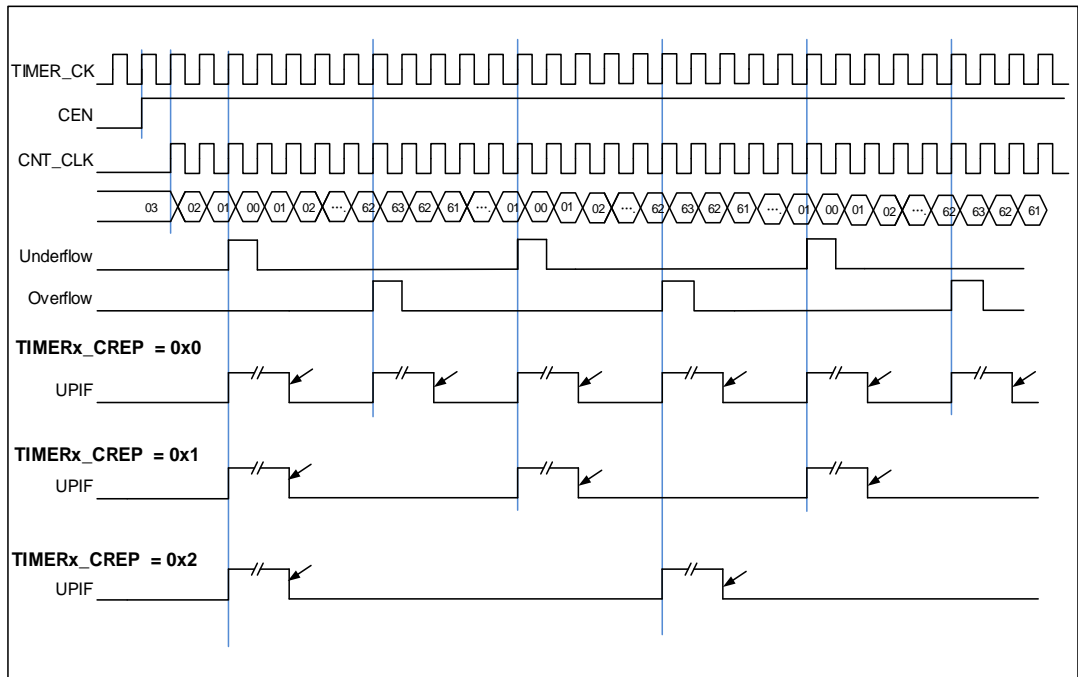 TIMER_CK
CEN
CNT_CLK
03 02 01 00 01 02 .... 62 63 62 61 .... 01 00 01 02 .... 62 63 62 61 .... 01 00 01 02 .... 62 63 62 61
Underflow
Overflow
TIMERx_CREP = 0x0
UPIF
TIMERx_CREP = 0x1
UPIF
TIMERx_CREP = 0x2
UPIF